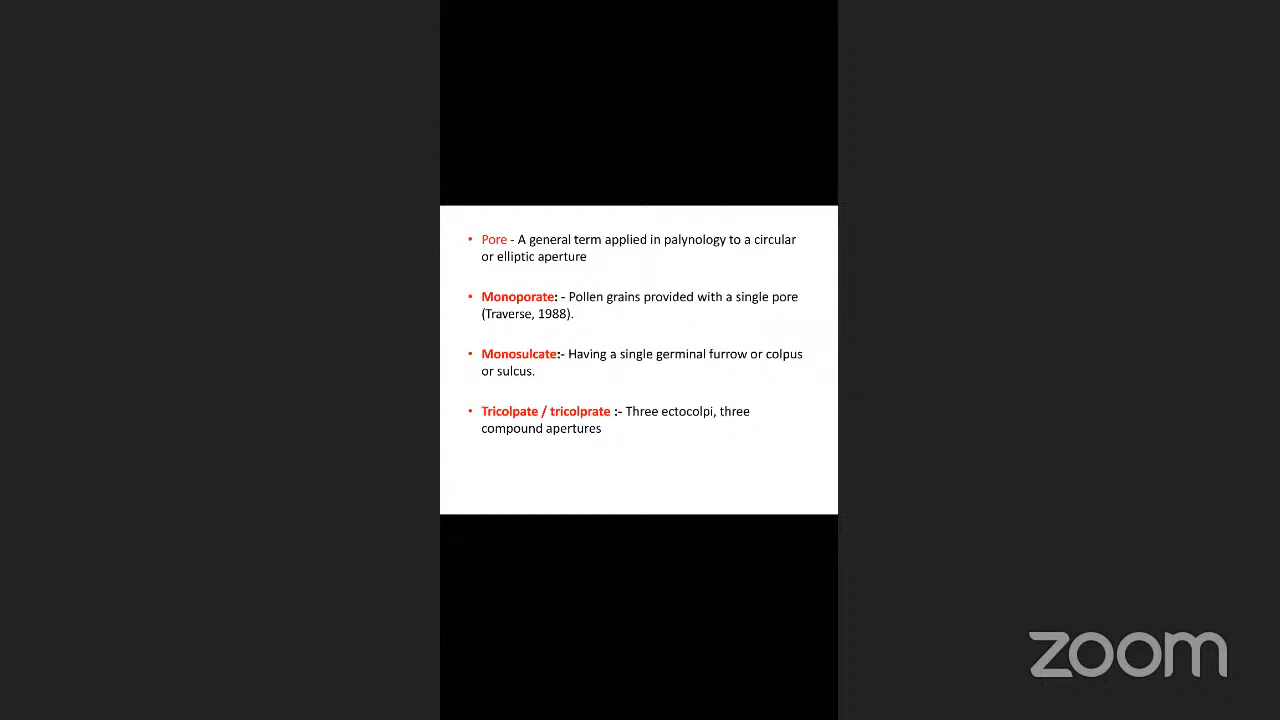 • Pore - A general term applied in palynology to a circular
or elliptic aperture
• Monoporate: - Pollen grains provided with a single pore
(Traverse, 1988).
• Monosulcate:- Having a single germinal furrow or colpus
or sulcus.
• Tricolpate / tricolprate :- Three ectocolpi, three
compound apertures
zoom